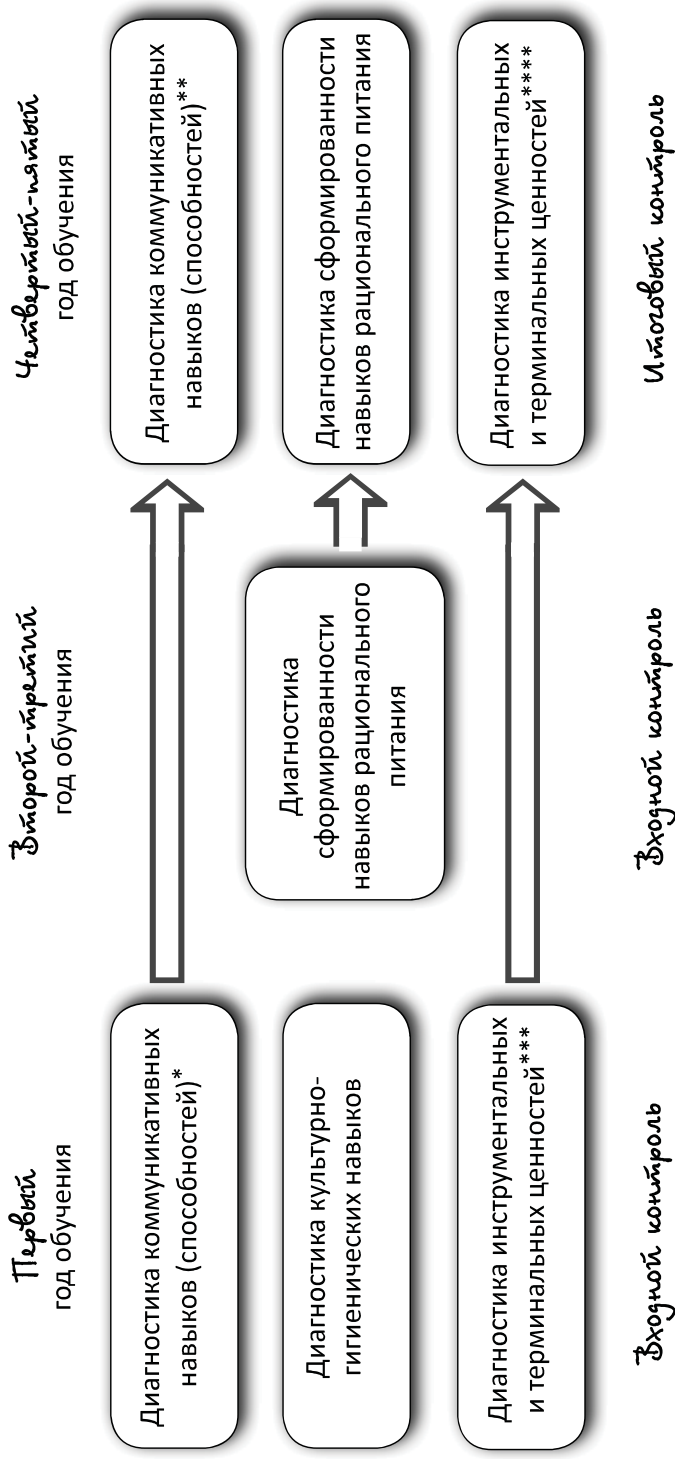 Первый
год обучения
Второй-третий
год обучения
Четвертый-пятый
год обучения
Диагностика коммуникативных
навыков (способностей)*
Диагностика коммуникативных
навыков (способностей)**
Диагностика культурно-
гигиенических навыков
Диагностика
сформированности
навыков рационального
питания
Диагностика сформированности
навыков рационального питания
Диагностика инструментальных
и терминальных ценностей***
Диагностика инструментальных
и терминальных ценностей****
Входной контроль
Входной контроль
Итоговый контроль